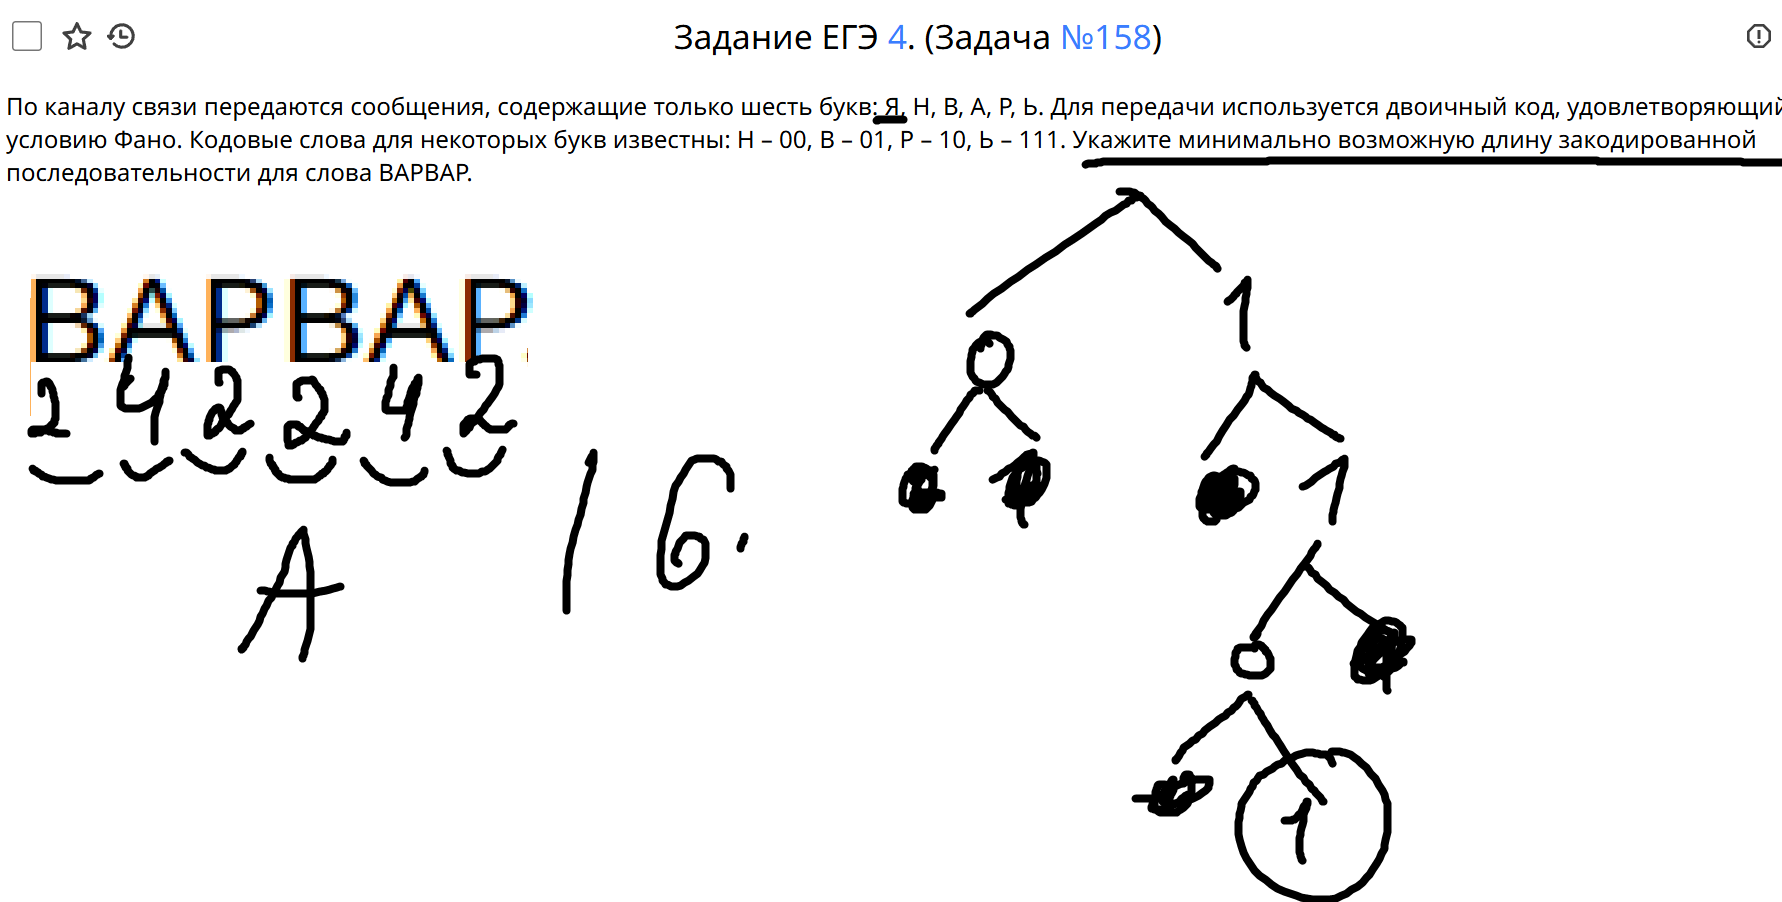 Задание ЕГЭ 4. (Задача №158)
По каналу связи передаются сообщения, содержащие только шесть букв: Я, Н, В, А, Р, Ь. Для передачи используется двоичный код, удовлетворяющий
условию Фано. Кодовые слова для некоторых букв известны: Н – 00, В – 01, Р – 10, Ь – 111. Укажите минимально возможную длину закодированной
последовательности для слова ВАРВАР.
ВАРВАР
2 4 2 2 4 2
А
16.
0 1
1
0
1